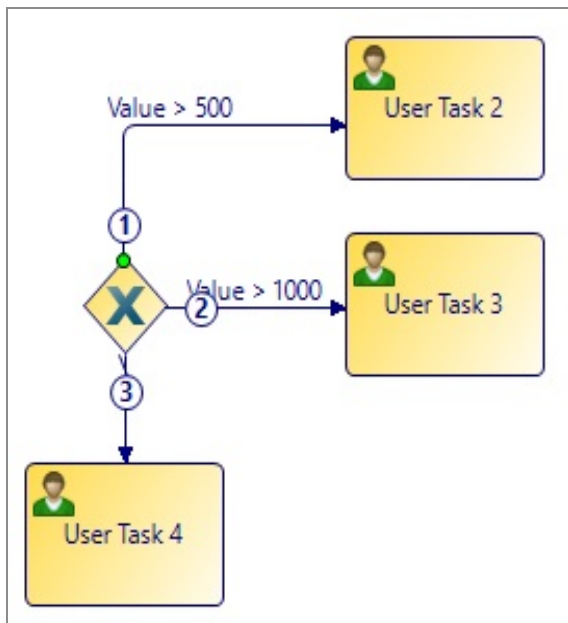 User Task 2
Value > 500
1
X
2 Value > 1000
User Task 3
3
User Task 4